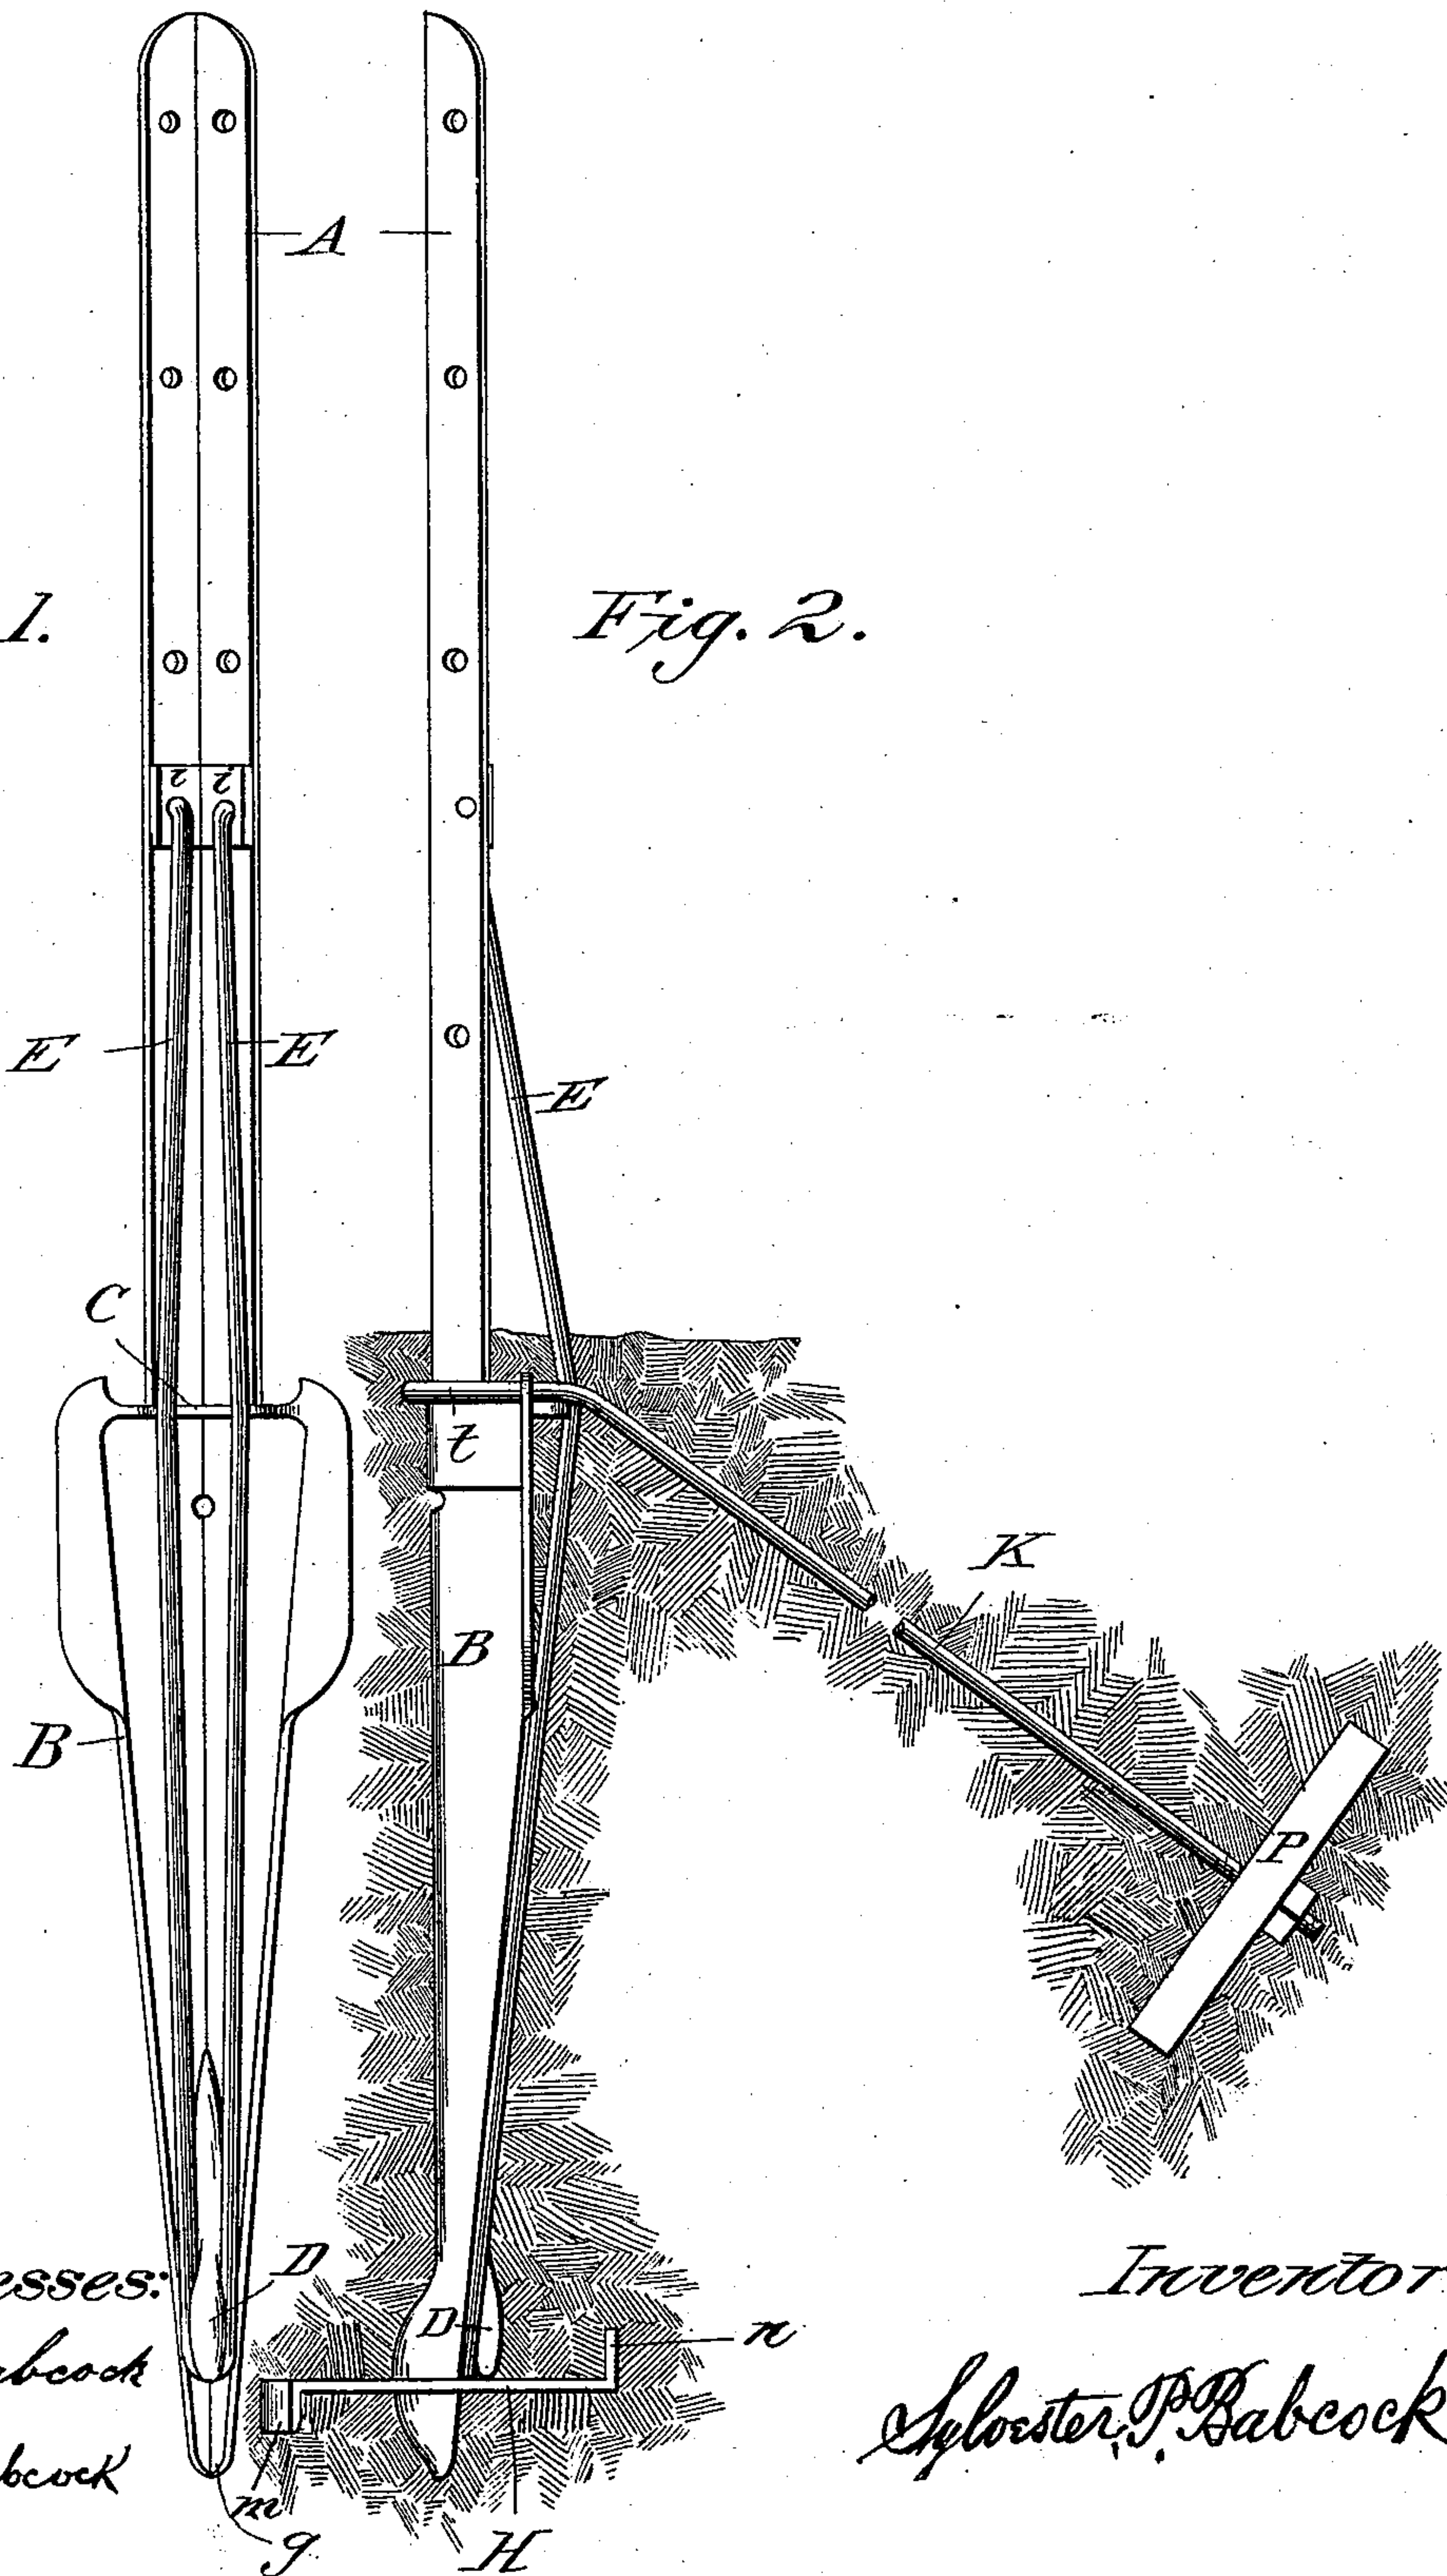 A
1.
Fig. 2.
i i
E E
E
C
t
K
B
B
P
D
esses:
Inventor
D
n
abcock
Sylvester P. Babcock
bcock
m
g
H